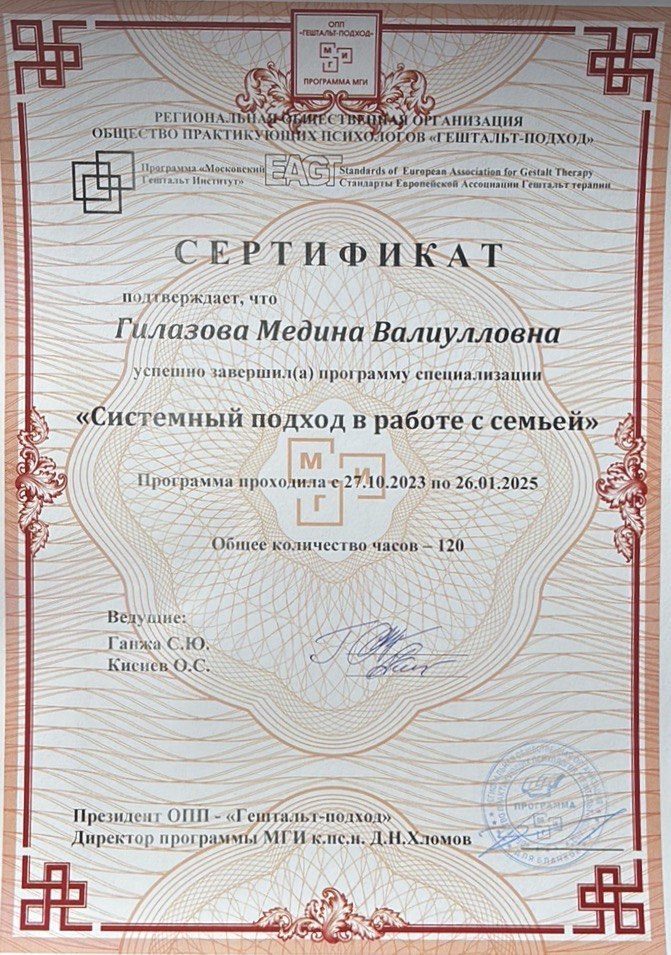 ОПП
«ГЕШТАЛЬТ-ПОДХОД»
М И
Г
ПРОГРАММА МГИ
РЕГИОНАЛЬНАЯ ОБЩЕСТВЕННАЯ ОРГАНИЗАЦИЯ
ОБЩЕСТВО ПРАКТИКУЮЩИХ ПСИХОЛОГОВ «ГЕШТАЛЬТ-ПОДХОД»
Программа «Московский
Гештальт Институт»
EAGT
Standards of European Association for Gestalt Therapy
Стандарты Европейской Ассоциации Гештальт терапии
СЕРТИФИКАТ
подтверждает, что
Гилазова Медина Валиулловна
успешно завершил(а) программу специализации
«Системный подход в работе с семьей»
М И
Г
Программа проходила с 27.10.2023 по 26.01.2025
Общее количество часов – 120
Ведущие:
Ганжа С.Ю.
Киснев О.С.
ПРОГРАММА
ДЛЯ БЛАНКОВ
Президент ОПП - «Гештальт-подход»
Директор программы МГИ к.пс.н. Д.Н.Хломов